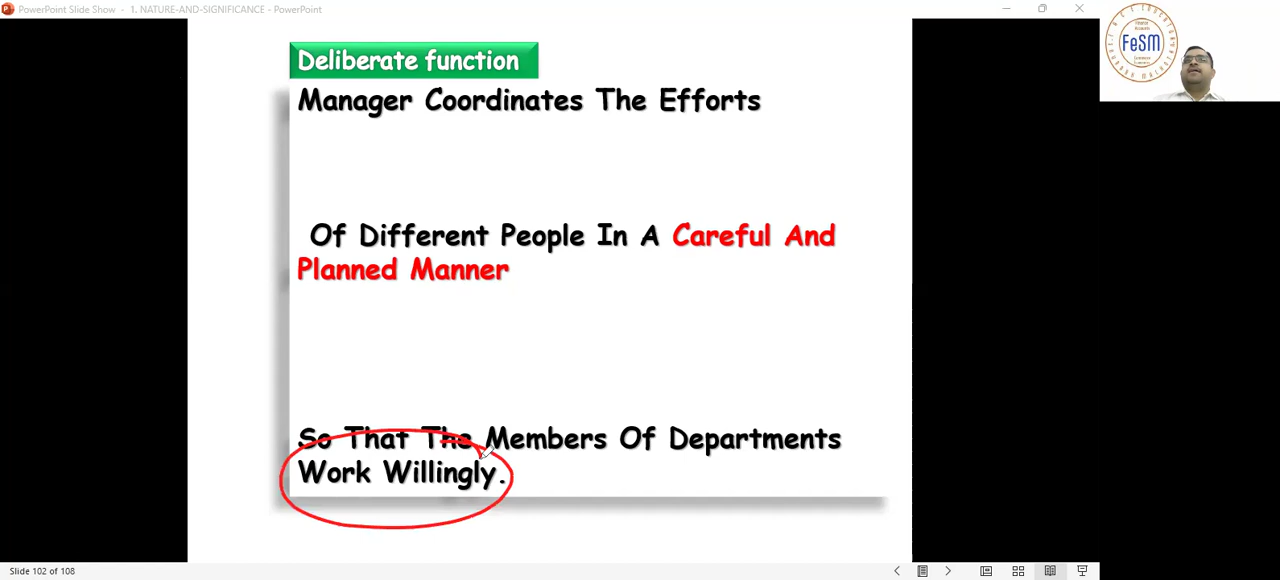 PowerPoint Slide Show - 1. NATURE-AND-SIGNIFICANCE - PowerPoint
FeSM
Deliberate function
Manager Coordinates The Efforts
Of Different People In A Careful And
Planned Manner
So That The Members Of Departments
Work Willingly.
Slide 102 of 108